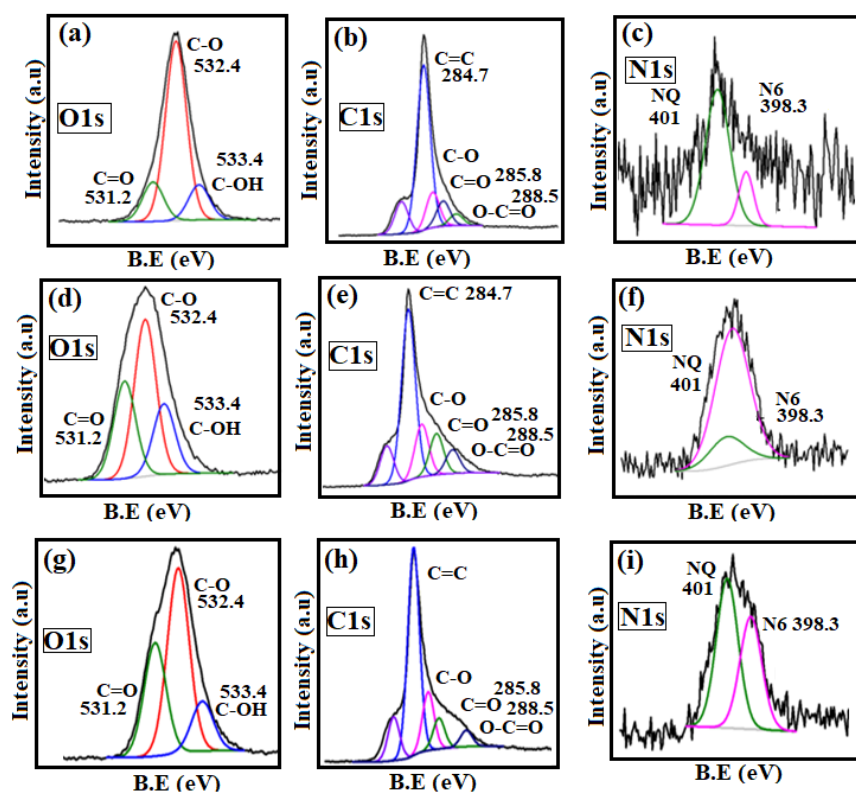 (a)
C-O
532.4
O1s
533.4
C=O
531.2
C-OH
Intensity (a.u)
B.E (eV)
(b)
C=C
284.7
C1s
C-O
C=O 285.8
288.5
O-C=O
Intensity (a.u)
B.E (eV)
(c)
N1s
NQ
401
N6
398.3
Intensity (a.u)
B.E (eV)
(d)
C-O
532.4
O1s
C=O
531.2
533.4
C-OH
Intensity (a.u)
B.E (eV)
(e)
C=C 284.7
C1s
C-O
C=O 285.8
288.5
O-C=O
Intensity (a.u)
B.E (eV)
(f)
N1s
NQ
401
N6
398.3
Intensity (a.u)
B.E (eV)
(g)
C-O
532.4
O1s
C=O
531.2
533.4
C-OH
Intensity (a.u)
B.E (eV)
(h)
C=C
C1s
C-O
285.8
C=O 288.5
O-C=O
Intensity (a.u)
B.E (eV)
(i)
NQ
401
N1s
N6 398.3
Intensity (a.u)
B.E (eV)